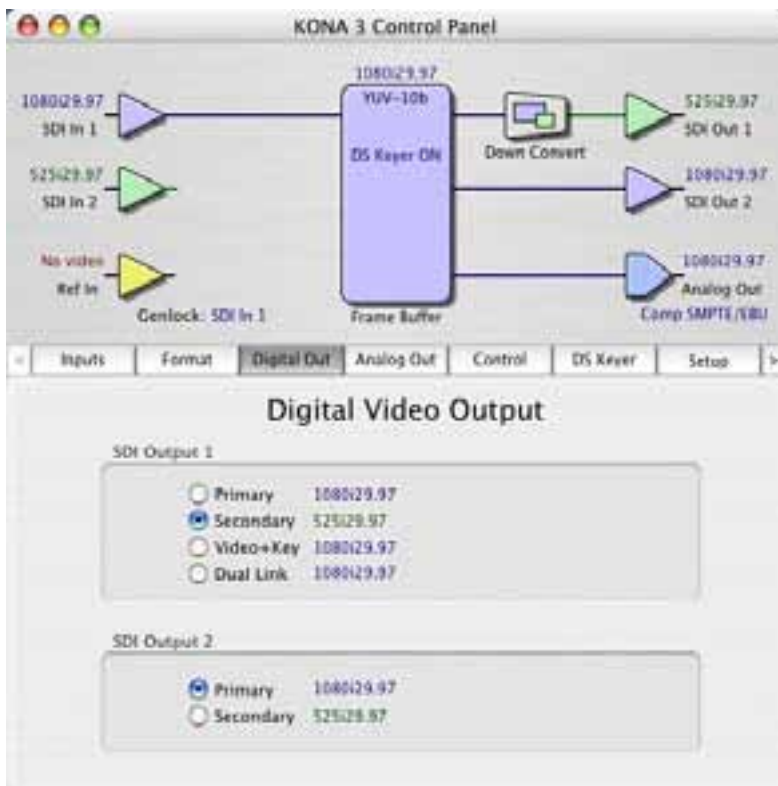 KONA 3 Control Panel
1080i29.97
YUV-10b
DS Keyer ON
Frame Buffer
1080i29.97
SDI In 1
525i29.97
SDI In 2
No video
Ref In
Genlock: SDI In 1
Down Convert
525i29.97
SDI Out 1
1080i29.97
SDI Out 2
1080i29.97
Analog Out
Comp SMPTE/EBU
Inputs
Format
Digital Out
Analog Out
Control
DS Keyer
Setup
Digital Video Output
SDI Output 1
Primary 1080i29.97
Secondary 525i29.97
Video+Key 1080i29.97
Dual Link 1080i29.97
SDI Output 2
Primary 1080i29.97
Secondary 525i29.97